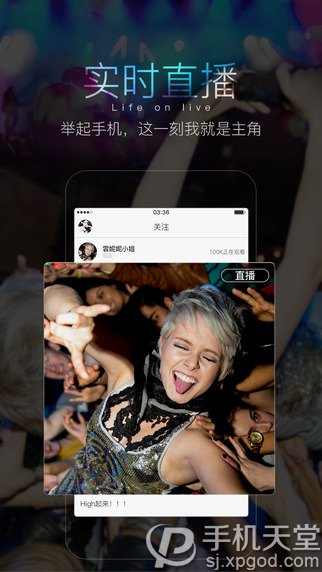 实时直播
Life on live
举起手机，这一刻我就是主角
03:36
关注
雲妮妮小姐
100K正在观看
直播
High起来！！！
手机天堂
sj.xpgod.com